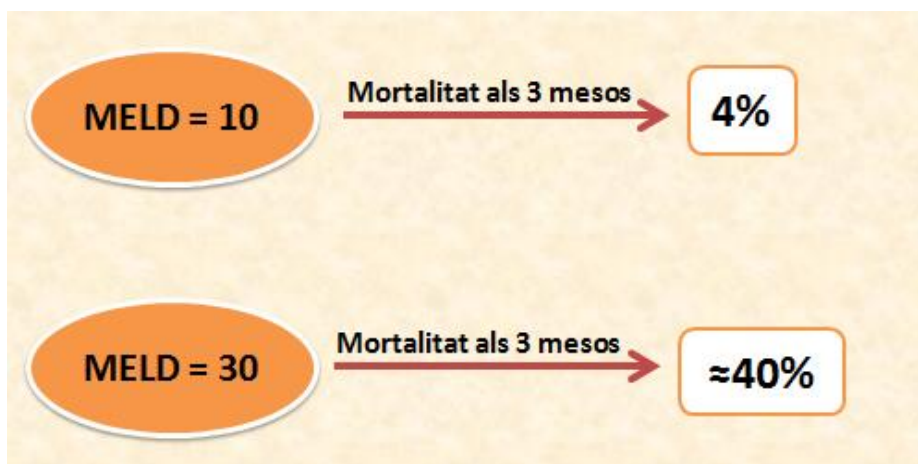 MELD = 10
Mortalitat als 3 mesos
4%
MELD = 30
Mortalitat als 3 mesos
≈40%